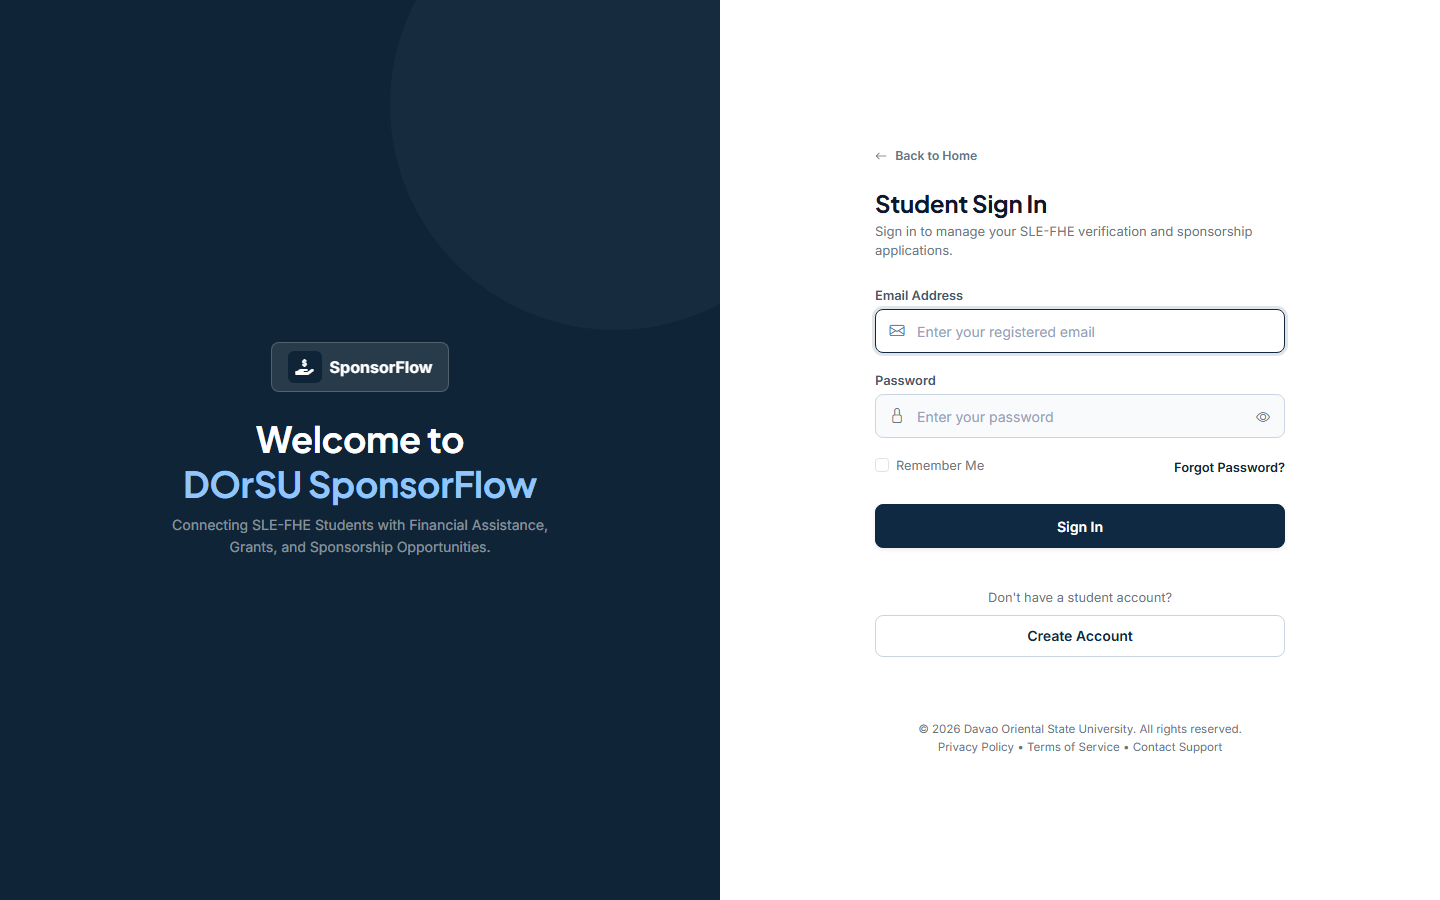 SponsorFlow
Welcome to
DOrSU SponsorFlow
Connecting SLE-FHE Students with Financial Assistance,
Grants, and Sponsorship Opportunities.
Back to Home
Student Sign In
Sign in to manage your SLE-FHE verification and sponsorship
applications.
Email Address
Enter your registered email
Password
Enter your password
Remember Me
Forgot Password?
Sign In
Don't have a student account?
Create Account
© 2026 Davao Oriental State University. All rights reserved.
Privacy Policy • Terms of Service • Contact Support